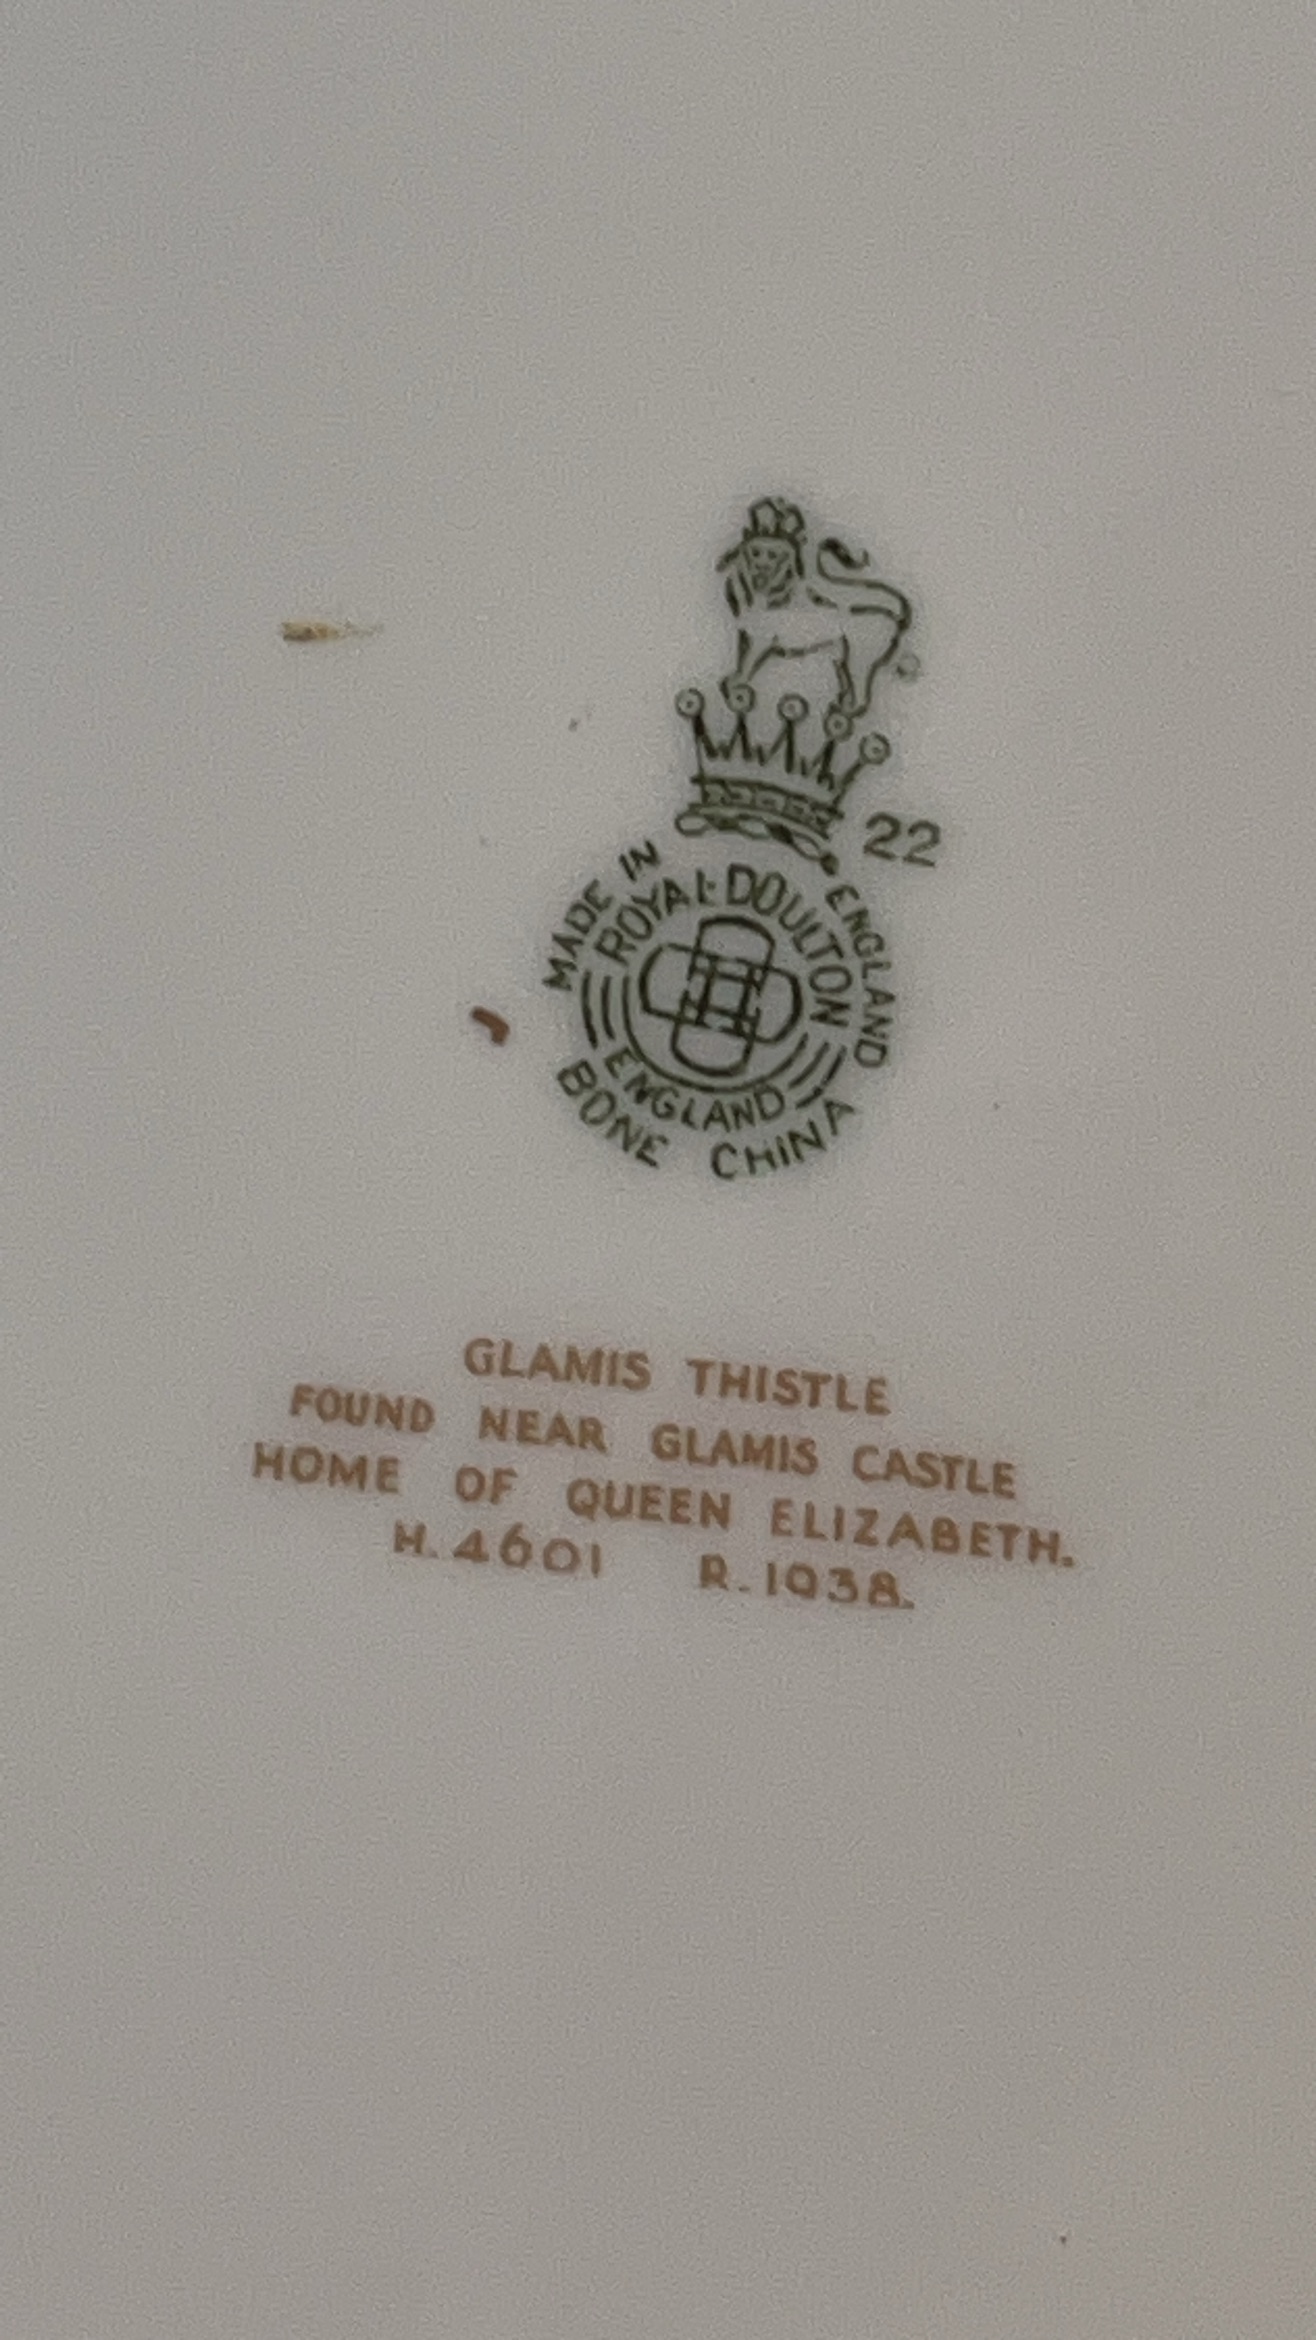 22
MADE IN ENGLAND
ROYAL·DOULTON
ENGLAND
BONE CHINA
GLAMIS THISTLE
FOUND NEAR GLAMIS CASTLE
HOME OF QUEEN ELIZABETH.
H.4601 R.1038.